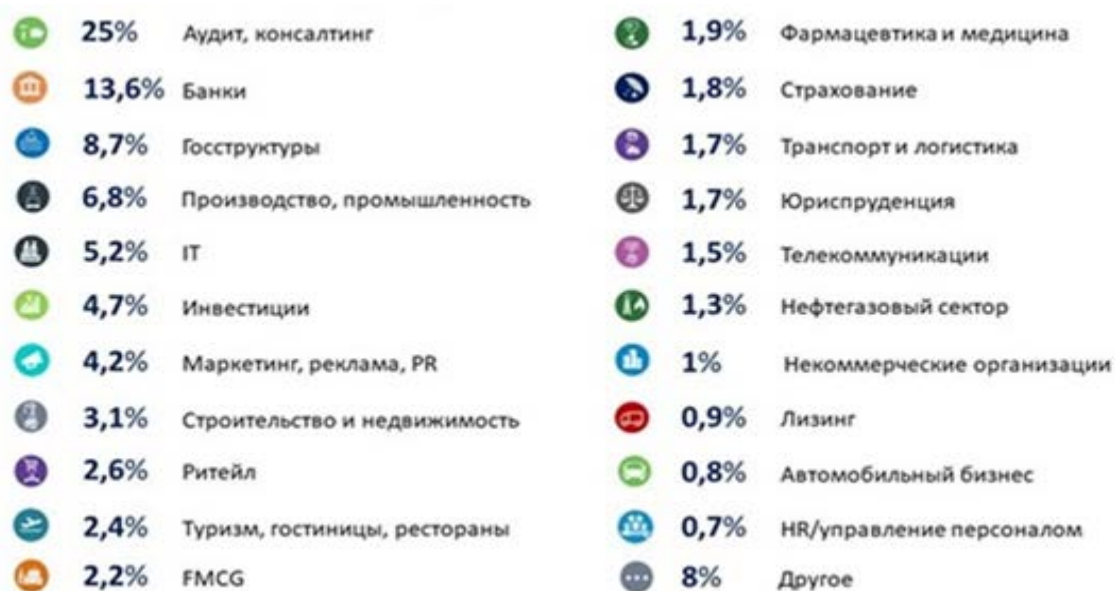 25% Аудит, консалтинг
13,6% Банки
8,7% Госструктуры
6,8% Производство, промышленность
5,2% IT
4,7% Инвестиции
4,2% Маркетинг, реклама, PR
3,1% Строительство и недвижимость
2,6% Ритейл
2,4% Туризм, гостиницы, рестораны
2,2% FMCG
1,9% Фармацевтика и медицина
1,8% Страхование
1,7% Транспорт и логистика
1,7% Юриспруденция
1,5% Телекоммуникации
1,3% Нефтегазовый сектор
1% Некоммерческие организации
0,9% Лизинг
0,8% Автомобильный бизнес
0,7% HR/управление персоналом
8% Другое